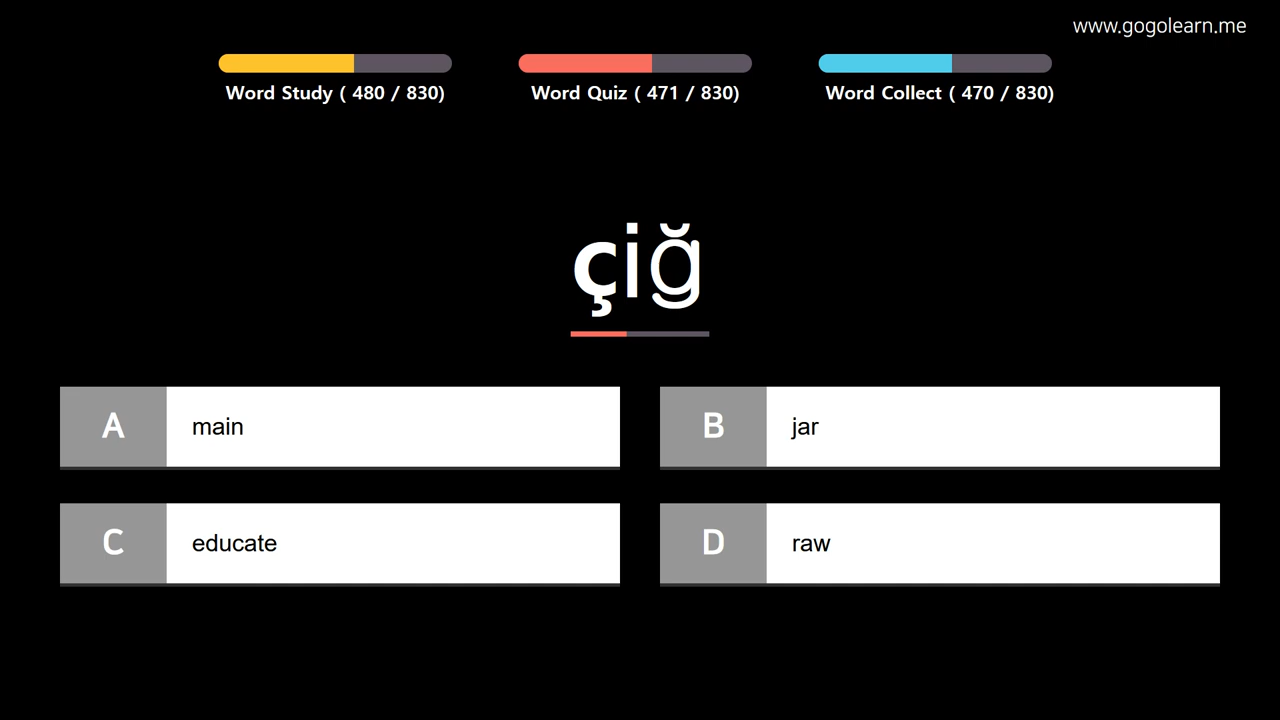 www.gogolearn.me
Word Study ( 480 / 830)
Word Quiz ( 471 / 830)
Word Collect ( 470 / 830)
çiğ
A main
B jar
C educate
D raw